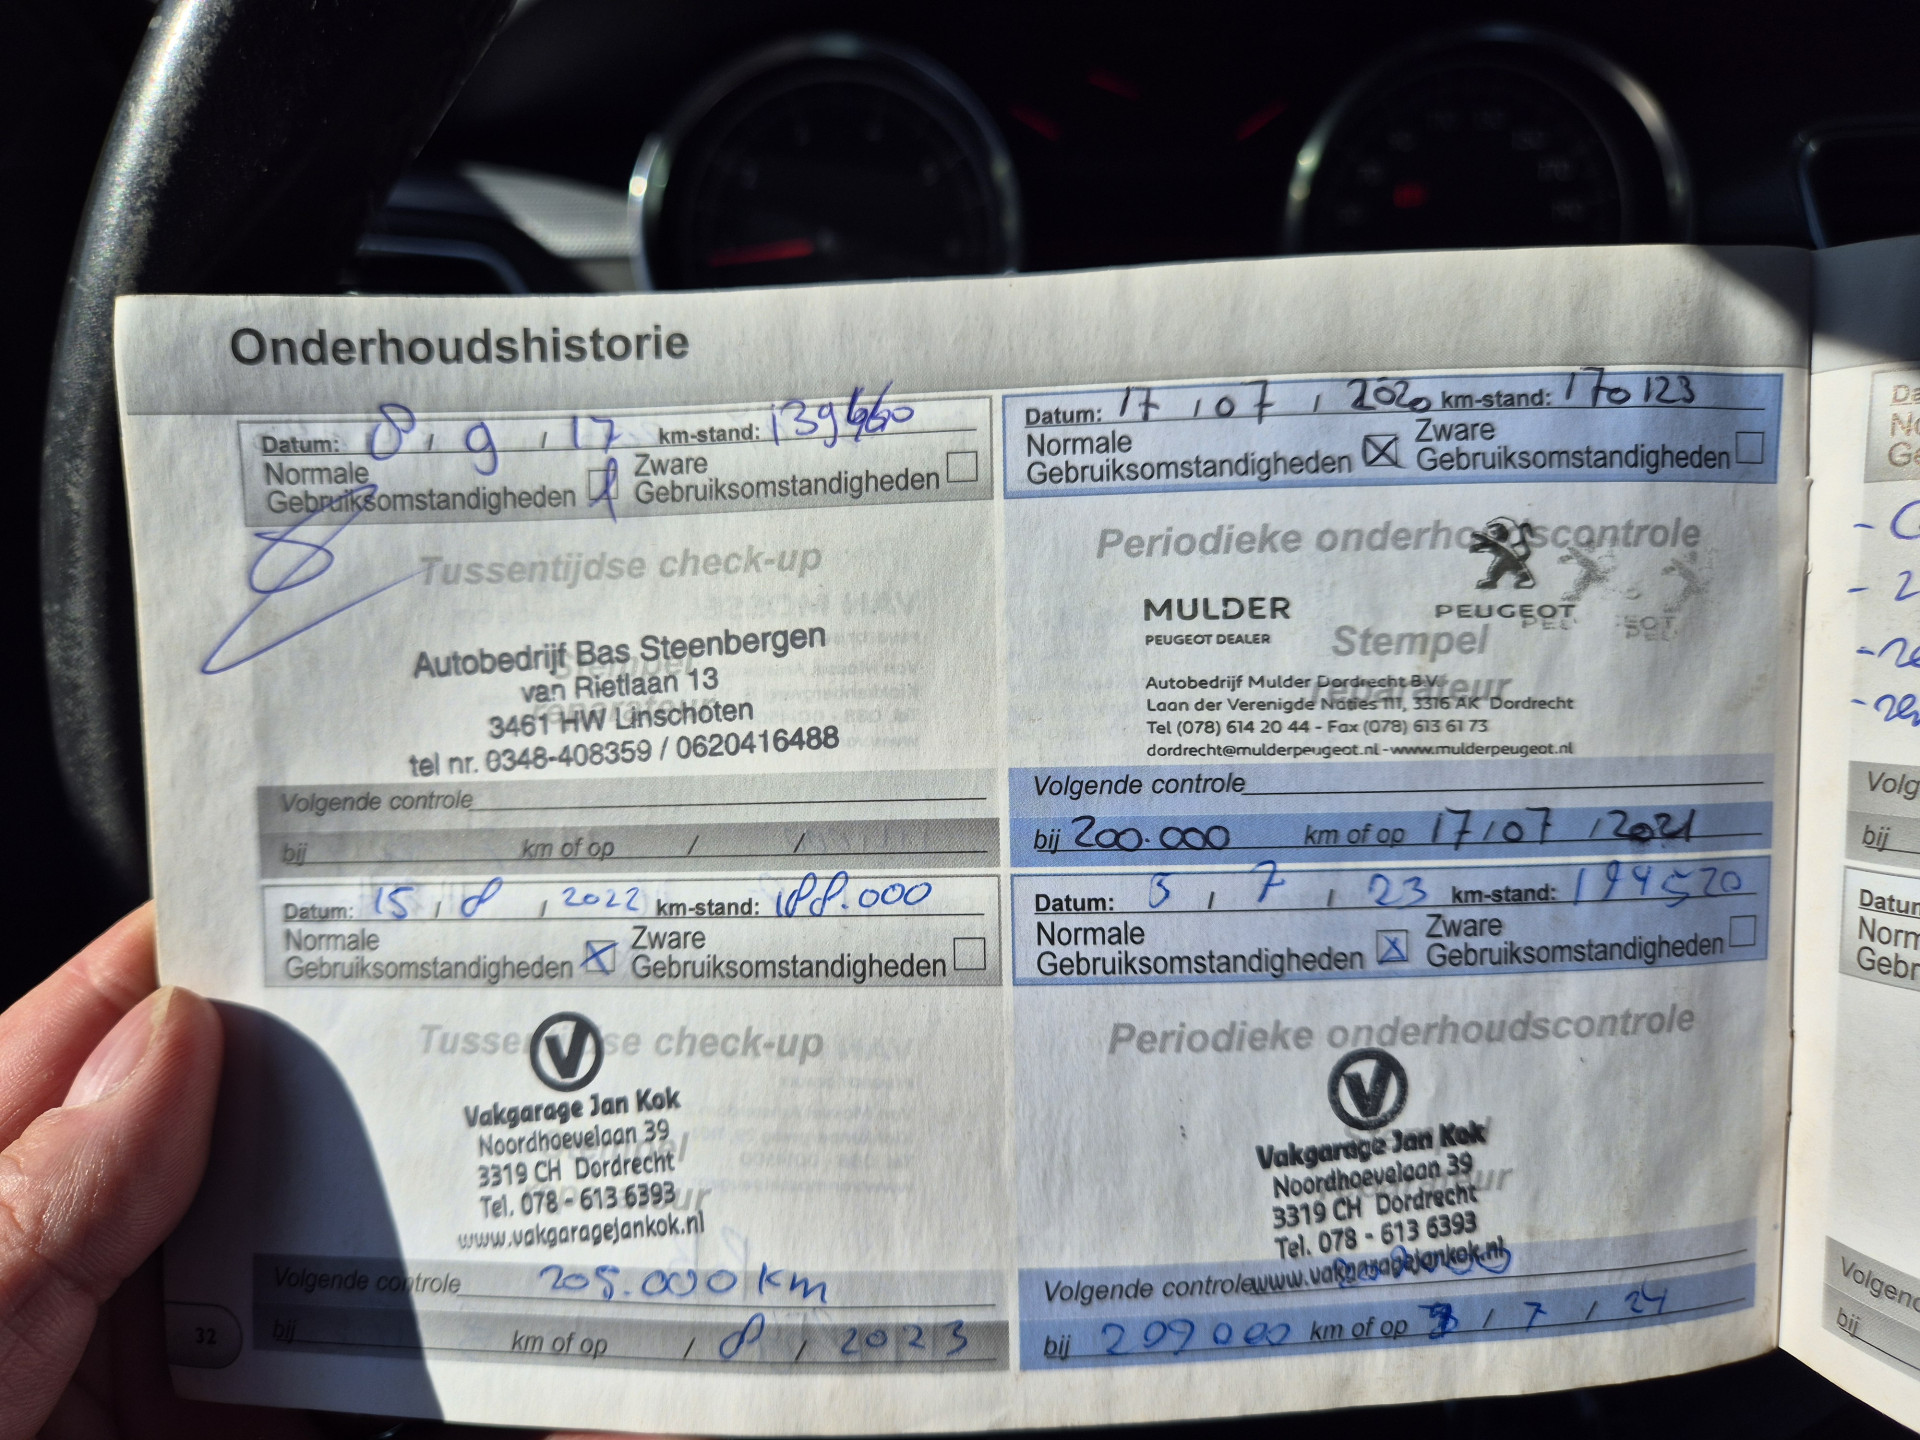 Onderhoudshistorie
Datum: 8 / 9 / 17 km-stand:
Normale
Gebruiksomstandigheden
Zware
Gebruiksomstandigheden
Tussentijdse check-up
Autobedrijf Bas Steenbergen
van Rietlaan 13
3461 HW Linschoten
tel nr. 0348-408359 / 0620416488
Volgende controle
bij km of op / /
Datum: 17 / 07 / 2020 km-stand: 170123
Normale
Gebruiksomstandigheden
Zware
Gebruiksomstandigheden
Periodieke onderhoudscontrole
MULDER
PEUGEOT DEALER
PEUGEOT
Stempel
reparateur
Autobedrijf Mulder Dordrecht B.V.
Laan der Verenigde Naties 111, 3316 AK Dordrecht
Tel (078) 614 20 44 - Fax (078) 613 61 73
dordrecht@mulderpeugeot.nl - www.mulderpeugeot.nl
Volgende controle
bij 200.000 km of op 17 / 07 / 2021
Datum: 15 / 8 / 2022 km-stand: 188.000
Normale
Gebruiksomstandigheden
Zware
Gebruiksomstandigheden
Tussentijdse check-up
Vakgarage Jan Kok
Noordhoevelaan 39
3319 CH Dordrecht
Tel. 078 - 613 6393
www.vakgaragejankok.nl
Volgende controle 205.000 km
bij km of op / 8 / 2023
Datum: 5 / 7 / 23 km-stand: 194520
Normale
Gebruiksomstandigheden
Zware
Gebruiksomstandigheden
Periodieke onderhoudscontrole
Vakgarage Jan Kok
Noordhoevelaan 39
3319 CH Dordrecht
Tel. 078 - 613 6393
www.vakgaragejankok.nl
Volgende controle
bij 209000 km of op / 7 / 24
32